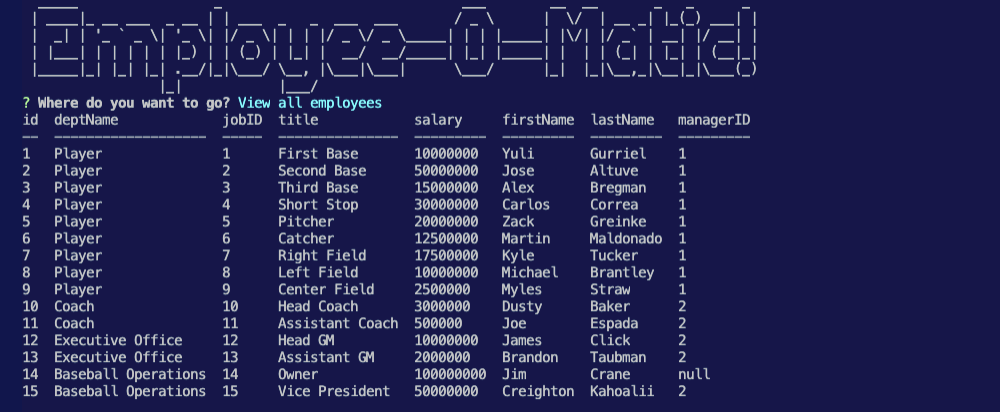 Employee-O-Matic!
? Where do you want to go? View all employees
id deptName jobID title salary firstName lastName managerID
-- ------------------- ----- --------------- --------- --------- --------- ---------
1 Player 1 First Base 10000000 Yuli Gurriel 1
2 Player 2 Second Base 50000000 Jose Altuve 1
3 Player 3 Third Base 15000000 Alex Bregman 1
4 Player 4 Short Stop 30000000 Carlos Correa 1
5 Player 5 Pitcher 20000000 Zack Greinke 1
6 Player 6 Catcher 12500000 Martin Maldonado 1
7 Player 7 Right Field 17500000 Kyle Tucker 1
8 Player 8 Left Field 10000000 Michael Brantley 1
9 Player 9 Center Field 2500000 Myles Straw 1
10 Coach 10 Head Coach 3000000 Dusty Baker 2
11 Coach 11 Assistant Coach 500000 Joe Espada 2
12 Executive Office 12 Head GM 10000000 James Click 2
13 Executive Office 13 Assistant GM 2000000 Brandon Taubman 2
14 Baseball Operations 14 Owner 100000000 Jim Crane null
15 Baseball Operations 15 Vice President 50000000 Creighton Kahoalii 2